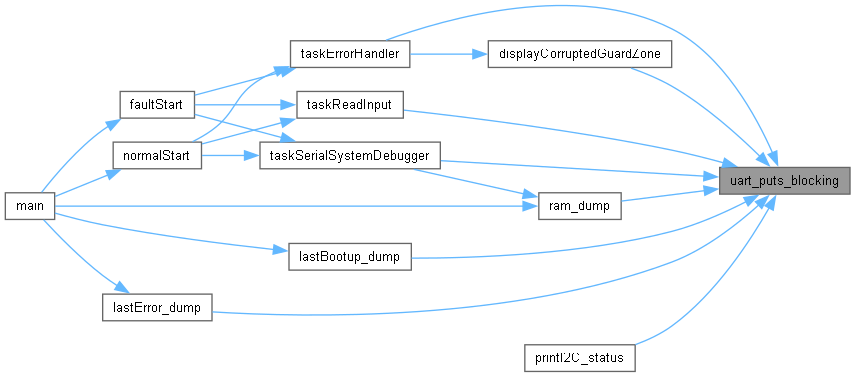 taskErrorHandler
displayCorruptedGuardZone
faultStart
taskReadInput
normalStart
taskSerialSystemDebugger
uart_puts_blocking
main
ram_dump
lastBootup_dump
lastError_dump
printI2C_status